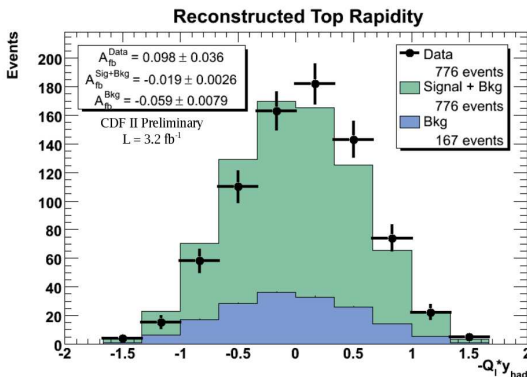 Reconstructed Top Rapidity
Events
A_fb^Data = 0.098 ± 0.036
A_fb^Sig+Bkg = -0.019 ± 0.0026
A_fb^Bkg = -0.059 ± 0.0079
CDF II Preliminary
L = 3.2 fb⁻¹
Data
776 events
Signal + Bkg
776 events
Bkg
167 events
200
180
160
140
120
100
80
60
40
20
0
-2 -1.5 -1 -0.5 0 0.5 1 1.5 2
-Q_l*y_had